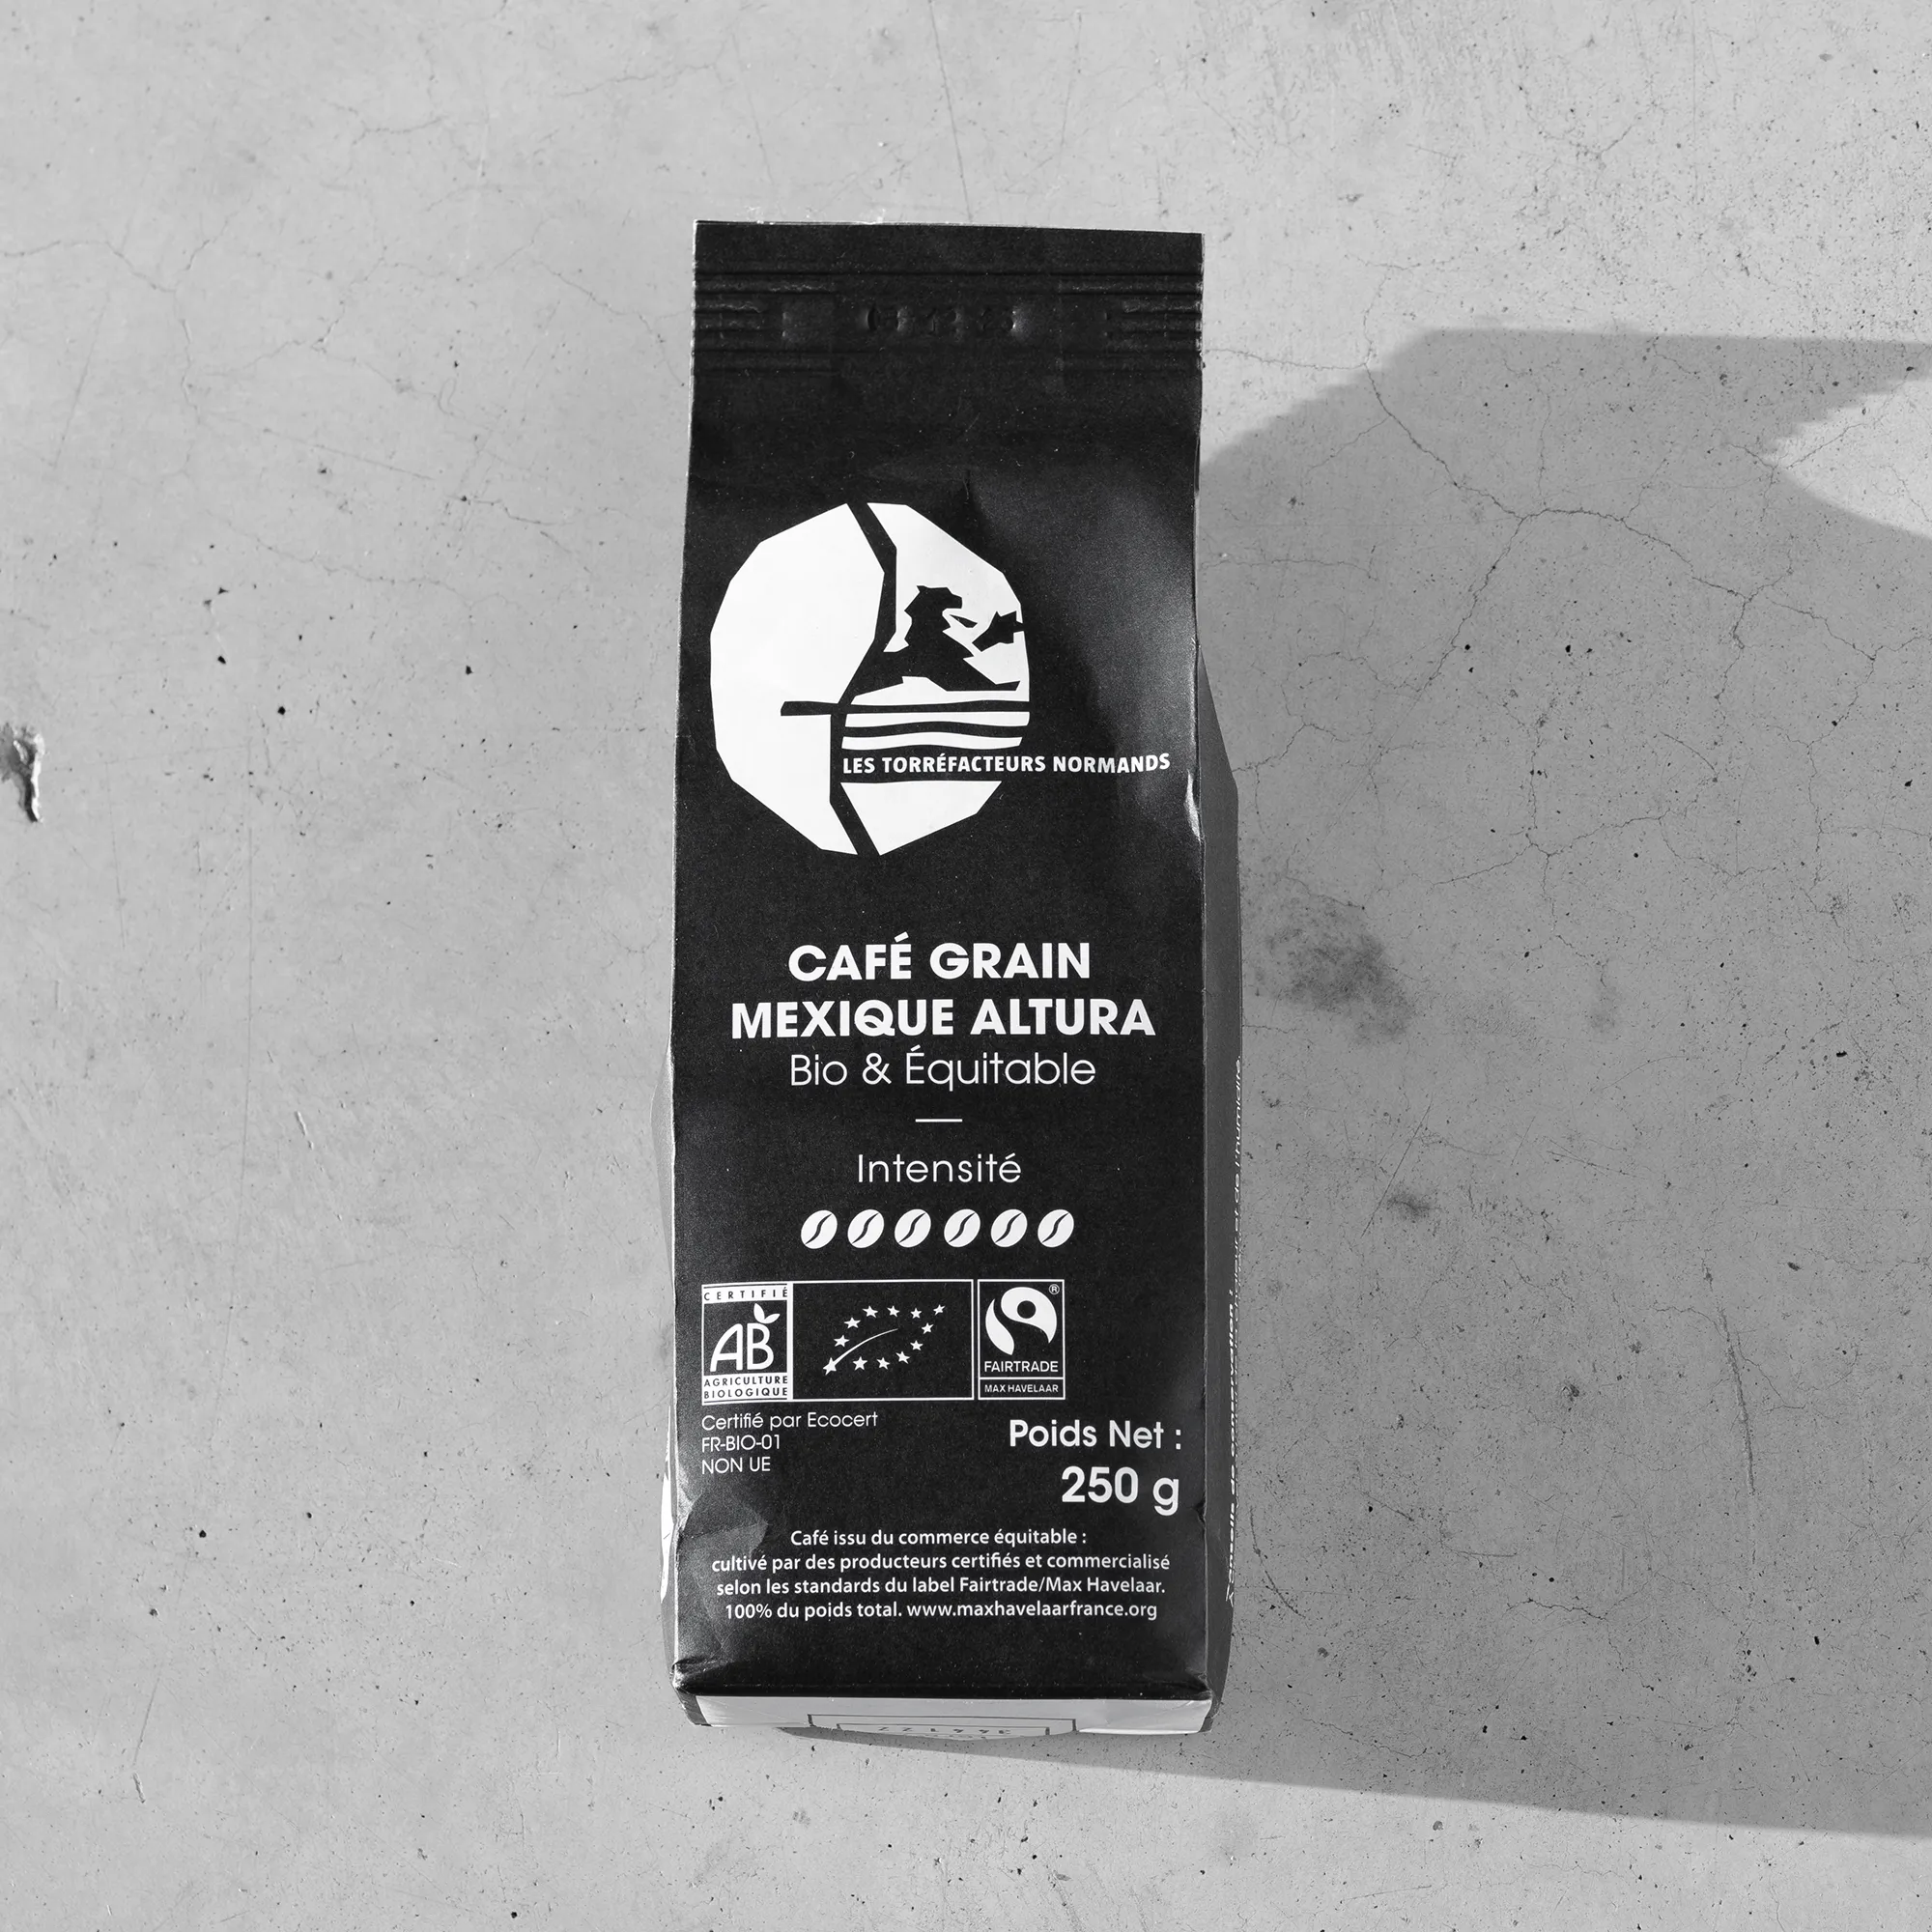 LES TORRÉFACTEURS NORMANDS
CAFÉ GRAIN
MEXIQUE ALTURA
Bio & Équitable
Intensité
CERTIFIÉ
AB
AGRICULTURE
BIOLOGIQUE
®
FAIRTRADE
MAX HAVELAAR
Certifié par Ecocert
FR-BIO-01
NON UE
Poids Net :
250 g
Café issu du commerce équitable :
cultivé par des producteurs certifiés et commercialisé
selon les standards du label Fairtrade/Max Havelaar.
100% du poids total. www.maxhavelaarfrance.org